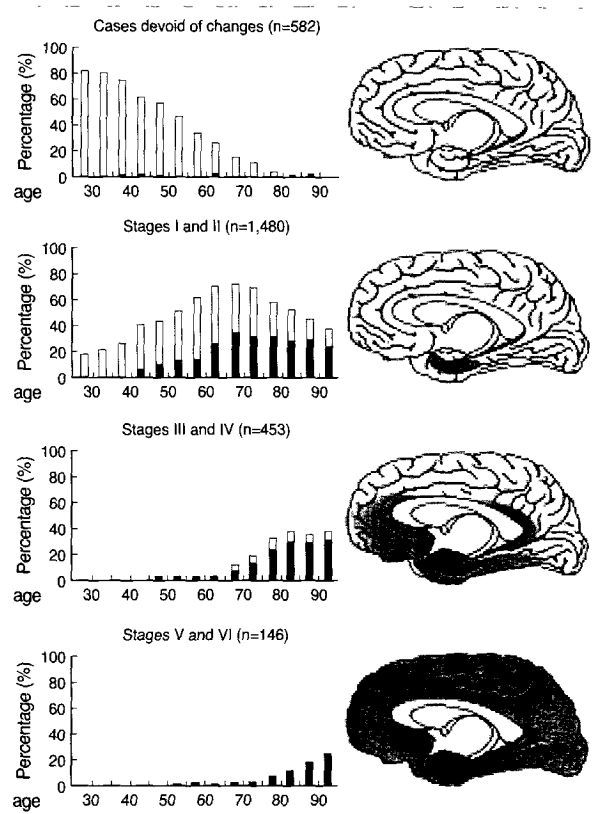 Cases devoid of changes (n=582)
Percentage (%)
100
80
60
40
20
0
age 30 40 50 60 70 80 90
Stages I and II (n=1,480)
Percentage (%)
100
80
60
40
20
0
age 30 40 50 60 70 80 90
Stages III and IV (n=453)
Percentage (%)
100
80
60
40
20
0
age 30 40 50 60 70 80 90
Stages V and VI (n=146)
Percentage (%)
100
80
60
40
20
0
age 30 40 50 60 70 80 90